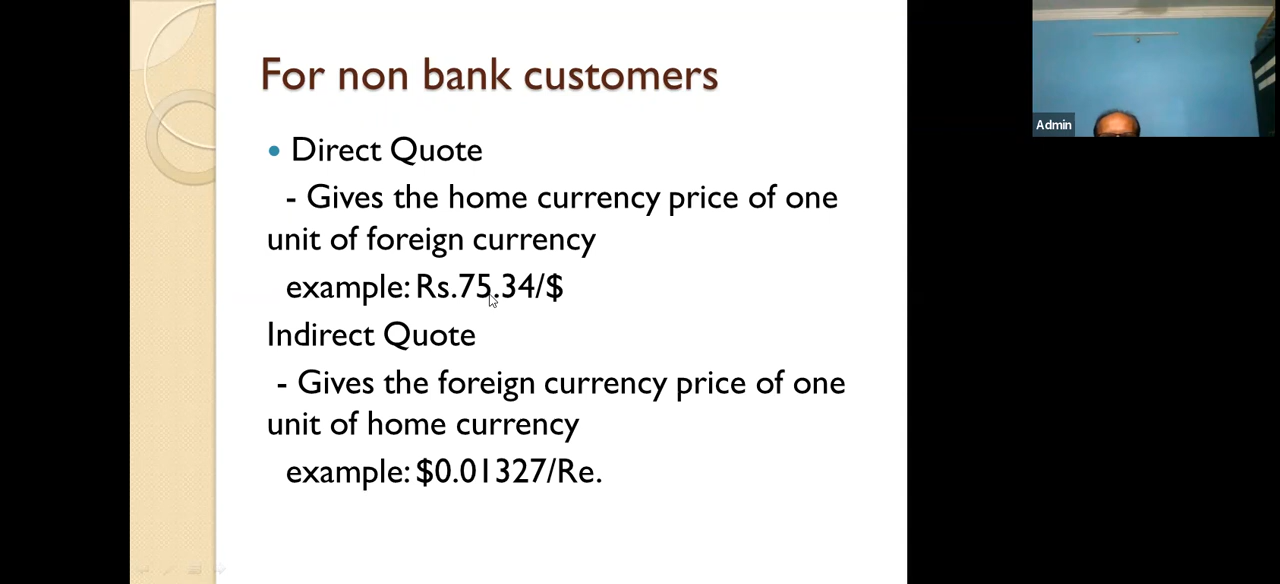 For non bank customers
• Direct Quote
- Gives the home currency price of one
unit of foreign currency
example: Rs.75.34/$
Indirect Quote
- Gives the foreign currency price of one
unit of home currency
example: $0.01327/Re.
Admin